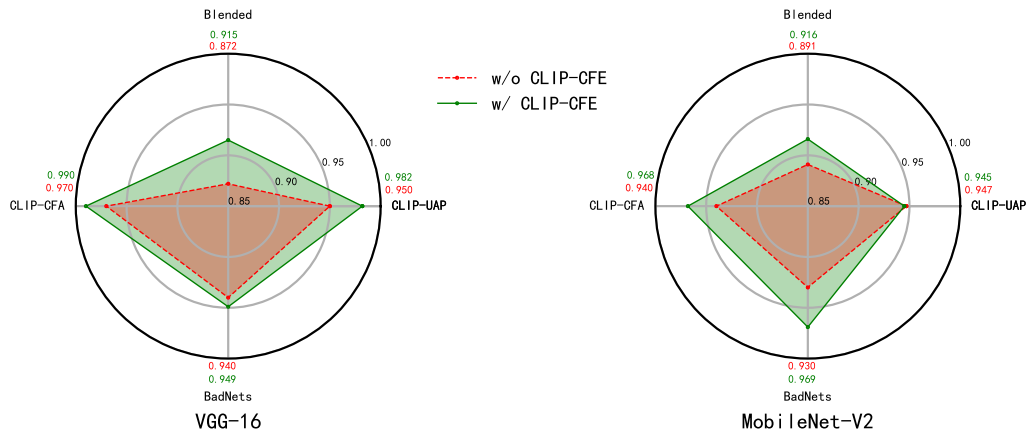 Blended
0.915
0.872
1.00
0.95
0.90
0.85
0.990
0.970
CLIP-CFA
0.982
0.950
CLIP-UAP
0.940
0.949
BadNets
VGG-16
w/o CLIP-CFE
w/ CLIP-CFE
Blended
0.916
0.891
1.00
0.95
0.90
0.85
0.968
0.940
CLIP-CFA
0.945
0.947
CLIP-UAP
0.930
0.969
BadNets
MobileNet-V2